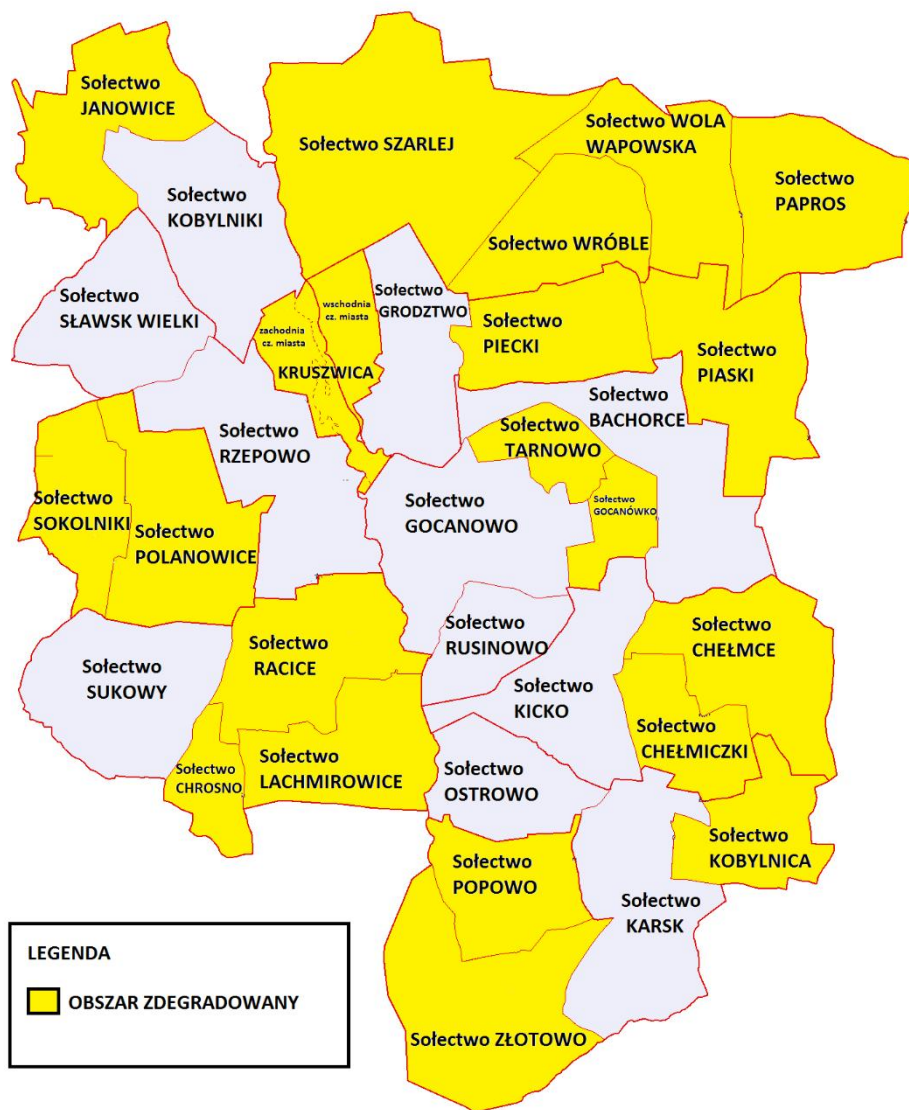 Sołectwo
JANOWICE
Sołectwo SZARLEJ
Sołectwo WOLA
WAPOWSKA
Sołectwo
PAPROS
Sołectwo
KOBYLNIKI
Sołectwo WRÓBLE
Sołectwo
SŁAWSK WIELKI
Sołectwo
GRODZTWO
wschodnia
cz. miasta
zachodnia
cz. miasta
KRUSZWICA
Sołectwo
PIECKI
Sołectwo
PIASKI
Sołectwo
BACHORCE
Sołectwo
RZEPOWO
Sołectwo
TARNOWO
Sołectwo
SOKOLNIKI
Sołectwo
POLANOWICE
Sołectwo
GOCANOWO
Sołectwo
GOCANÓWKO
Sołectwo
RUSINOWO
Sołectwo
CHEŁMCE
Sołectwo
SUKOWY
Sołectwo
RACICE
Sołectwo
KICKO
Sołectwo
CHEŁMICZKI
Sołectwo
CHROSNO
Sołectwo
LACHMIROWICE
Sołectwo
OSTROWO
Sołectwo
KOBYLNICA
Sołectwo
POPOWO
Sołectwo
KARSK
Sołectwo ZŁOTOWO
LEGENDA
OBSZAR ZDEGRADOWANY